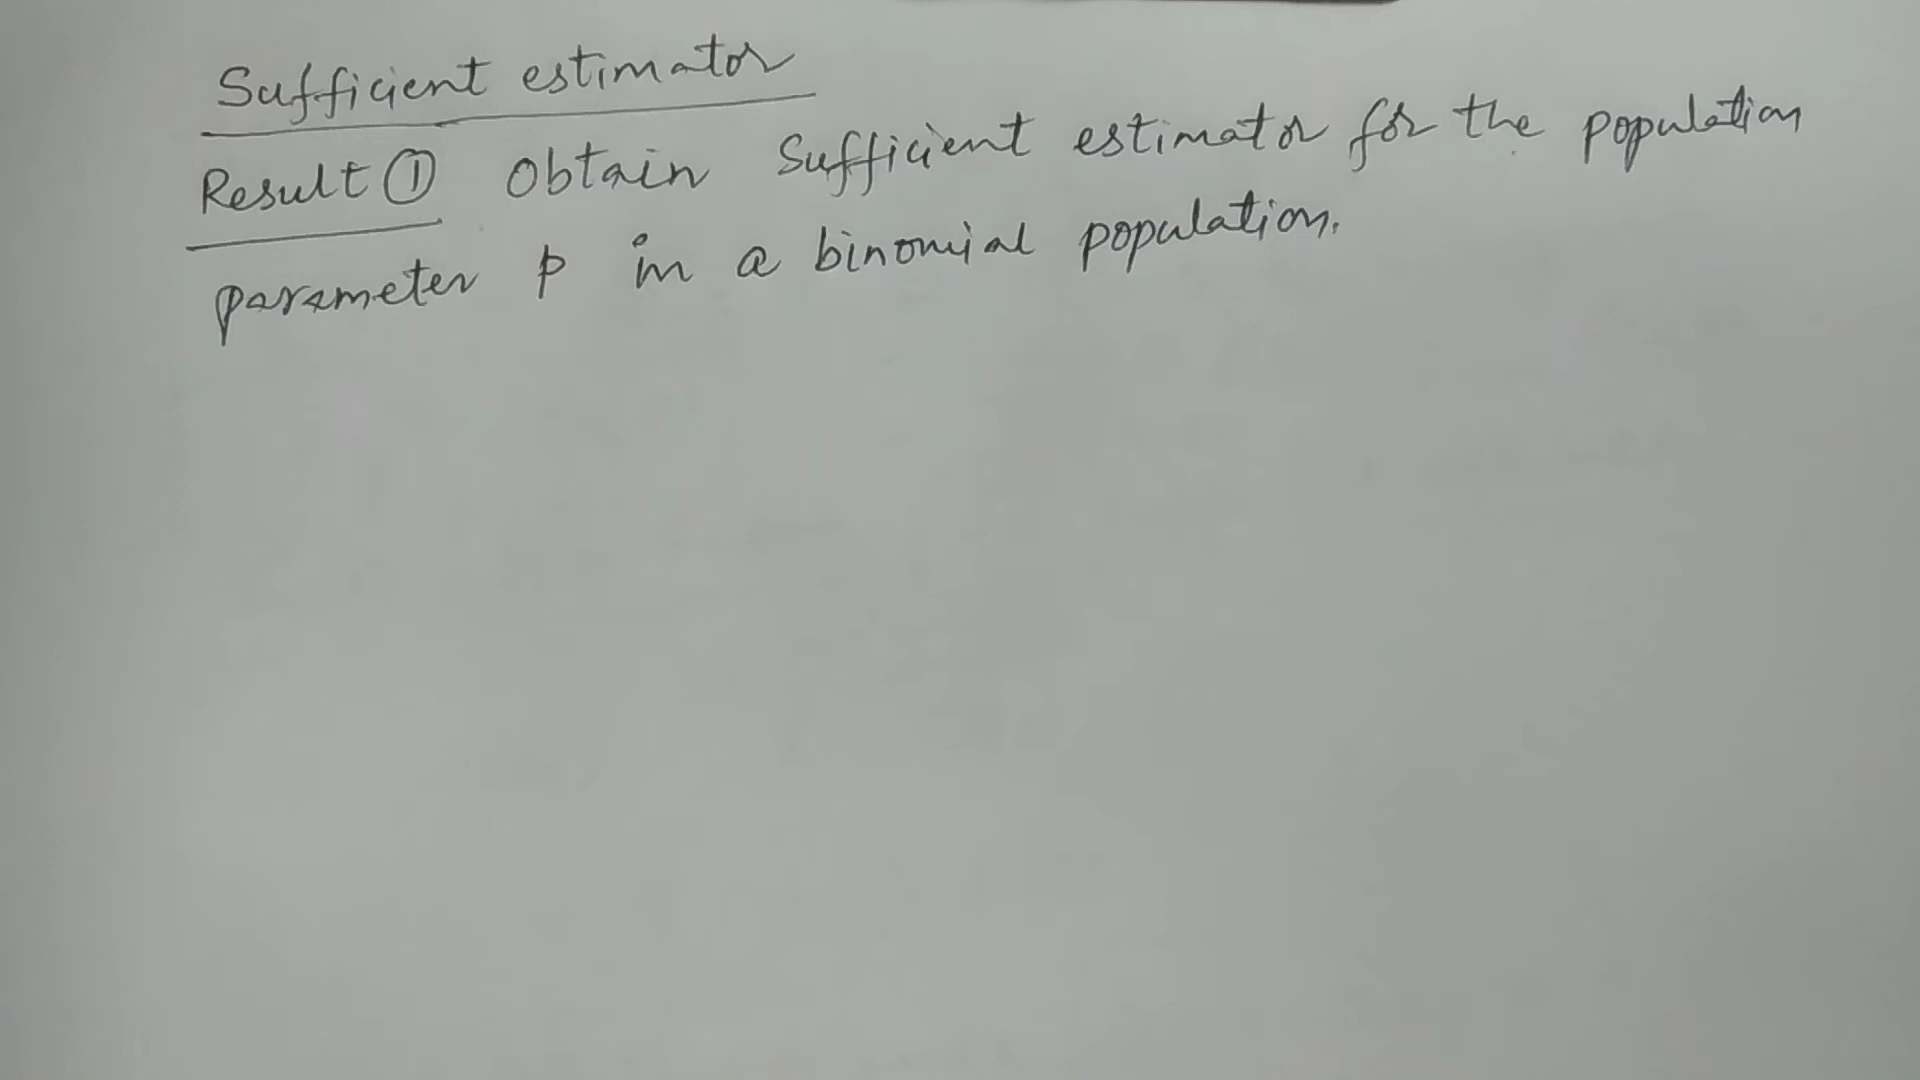 Sufficient estimator
Result ① Obtain Sufficient estimator for the population
parameter p in a binomial population.